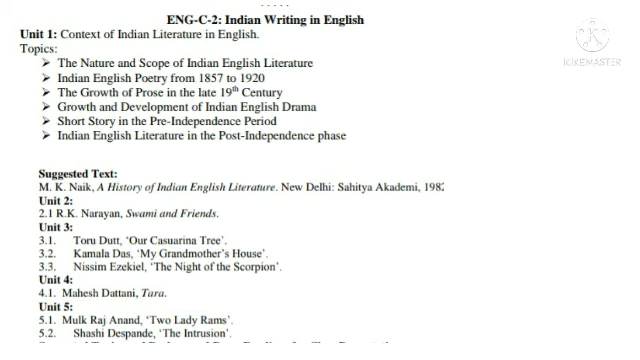 ENG-C-2: Indian Writing in English
Unit 1: Context of Indian Literature in English.
Topics:
➤ The Nature and Scope of Indian English Literature
➤ Indian English Poetry from 1857 to 1920
➤ The Growth of Prose in the late 19th Century
➤ Growth and Development of Indian English Drama
➤ Short Story in the Pre-Independence Period
➤ Indian English Literature in the Post-Independence phase
Suggested Text:
M. K. Naik, A History of Indian English Literature. New Delhi: Sahitya Akademi, 1982
Unit 2:
2.1 R.K. Narayan, Swami and Friends.
Unit 3:
3.1. Toru Dutt, ‘Our Casuarina Tree’.
3.2. Kamala Das, ‘My Grandmother’s House’.
3.3. Nissim Ezekiel, ‘The Night of the Scorpion’.
Unit 4:
4.1. Mahesh Dattani, Tara.
Unit 5:
5.1. Mulk Raj Anand, ‘Two Lady Rams’.
5.2. Shashi Despande, ‘The Intrusion’.
K
KINEMASTER